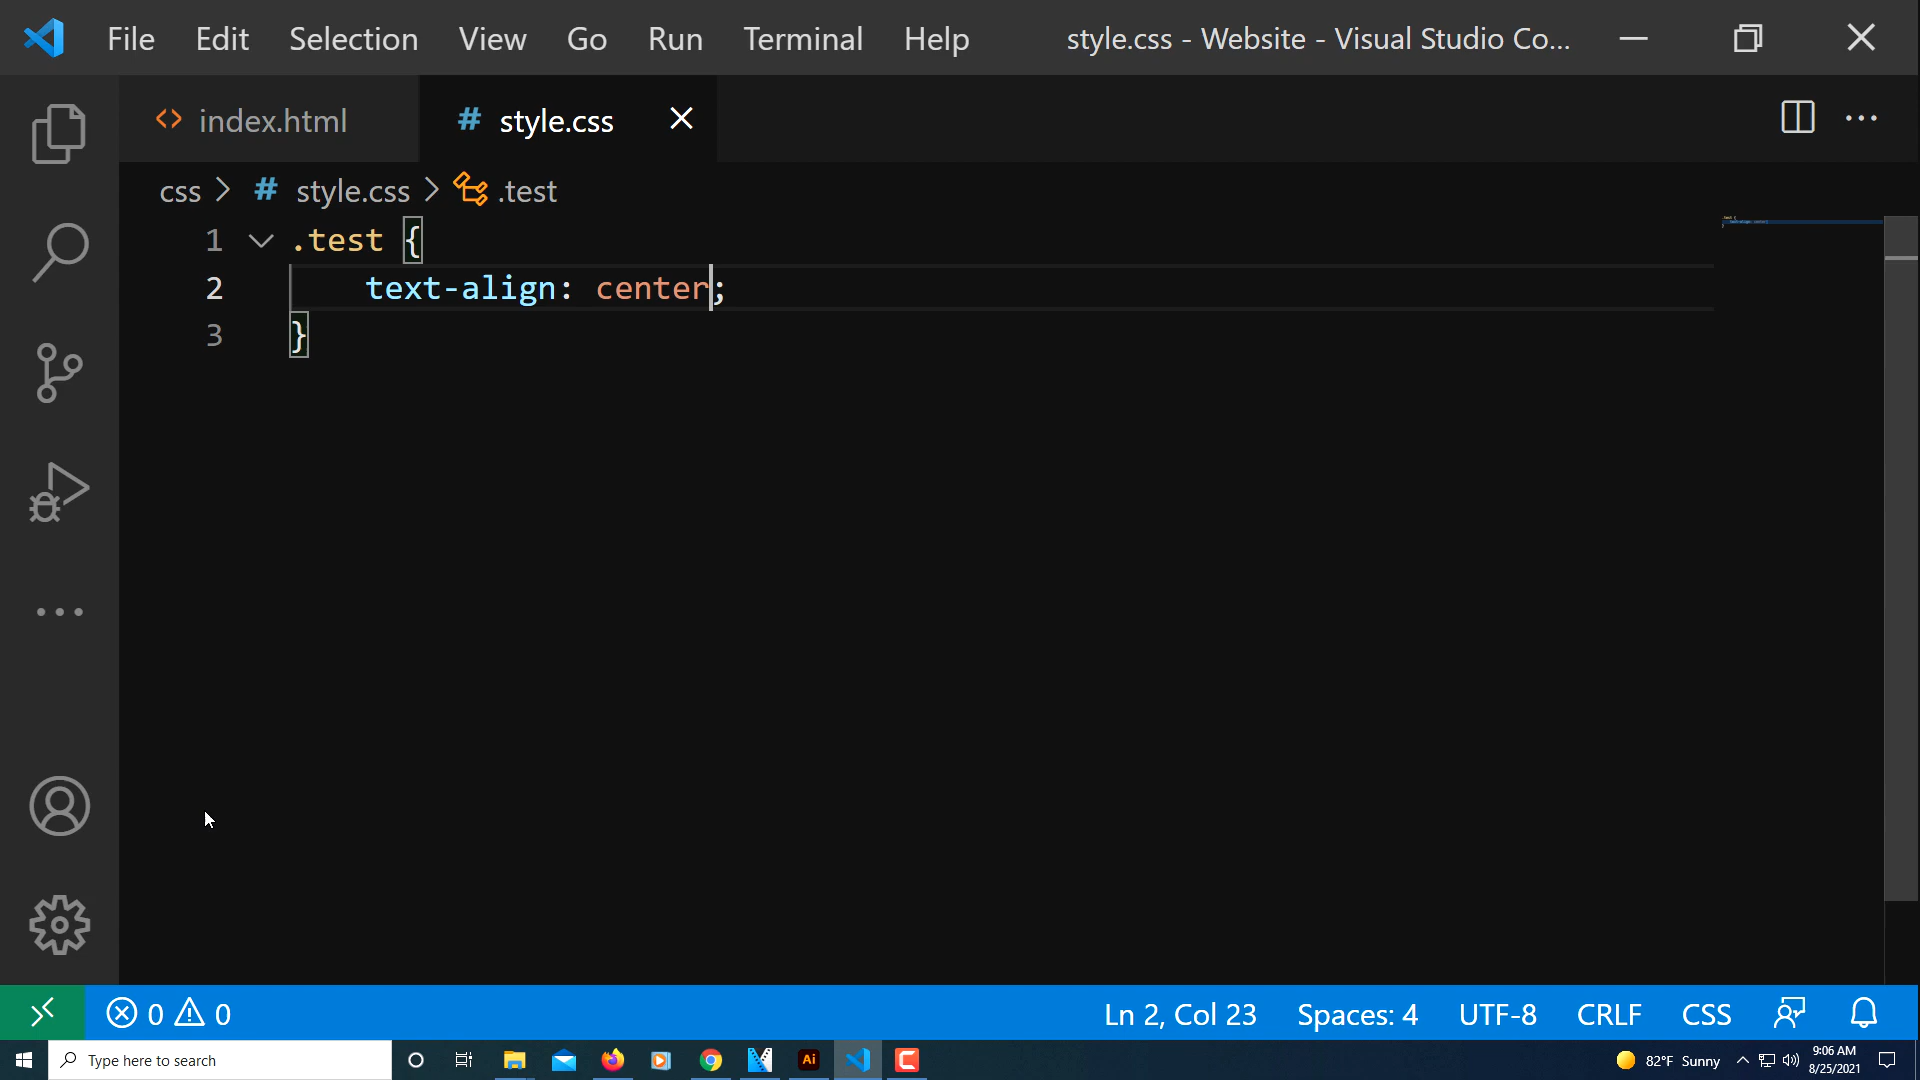 File Edit Selection View Go Run Terminal Help style.css - Website - Visual Studio Co...
<> index.html # style.css
css > # style.css > .test
1 .test {
2 text-align: center;
3 }
0 0 Ln 2, Col 23 Spaces: 4 UTF-8 CRLF CSS
Type here to search Ai 82°F Sunny 9:06 AM
8/25/2021